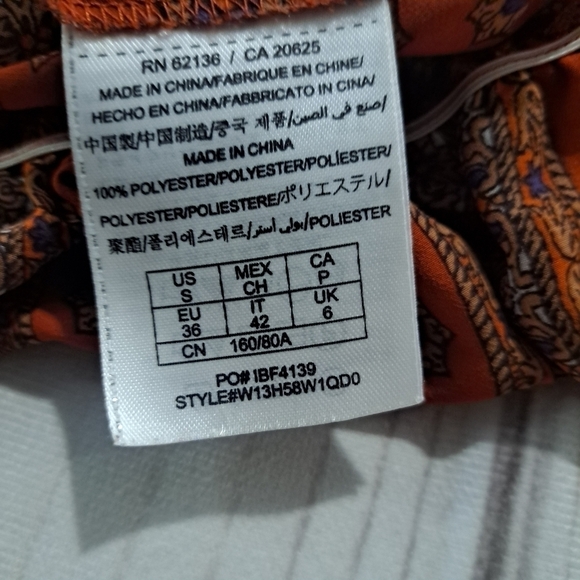 RN 62136 / CA 20625
MADE IN CHINA/FABRIQUE EN CHINE/
HECHO EN CHINA/FABBRICATO IN CINA/
中国製/中国制造/중국 제품/صنع في الصين/
MADE IN CHINA
100% POLYESTER/POLYESTER/POLIÉSTER/
POLYESTER/POLIESTERE/ポリエステル/
聚酯/폴리에스테르/بولي أستر/POLIESTER
US S MEX CH CA P
EU 36 IT 42 UK 6
CN 160/80A
PO# IBF4139
STYLE#W13H58W1QD0